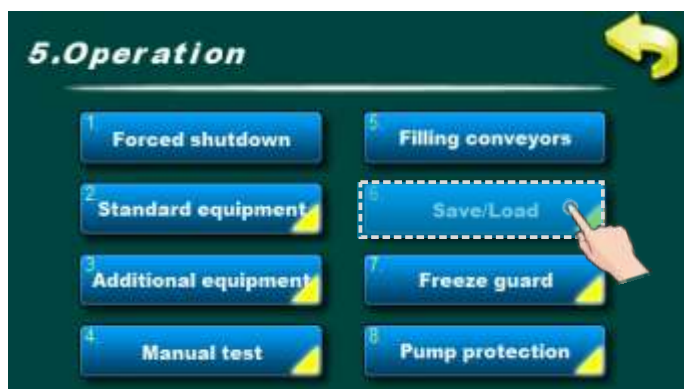 5.Operation
1 Forced shutdown
2 Standard equipment
3 Additional equipment
4 Manual test
5 Filling conveyors
6 Save/Load
7 Freeze guard
8 Pump protection